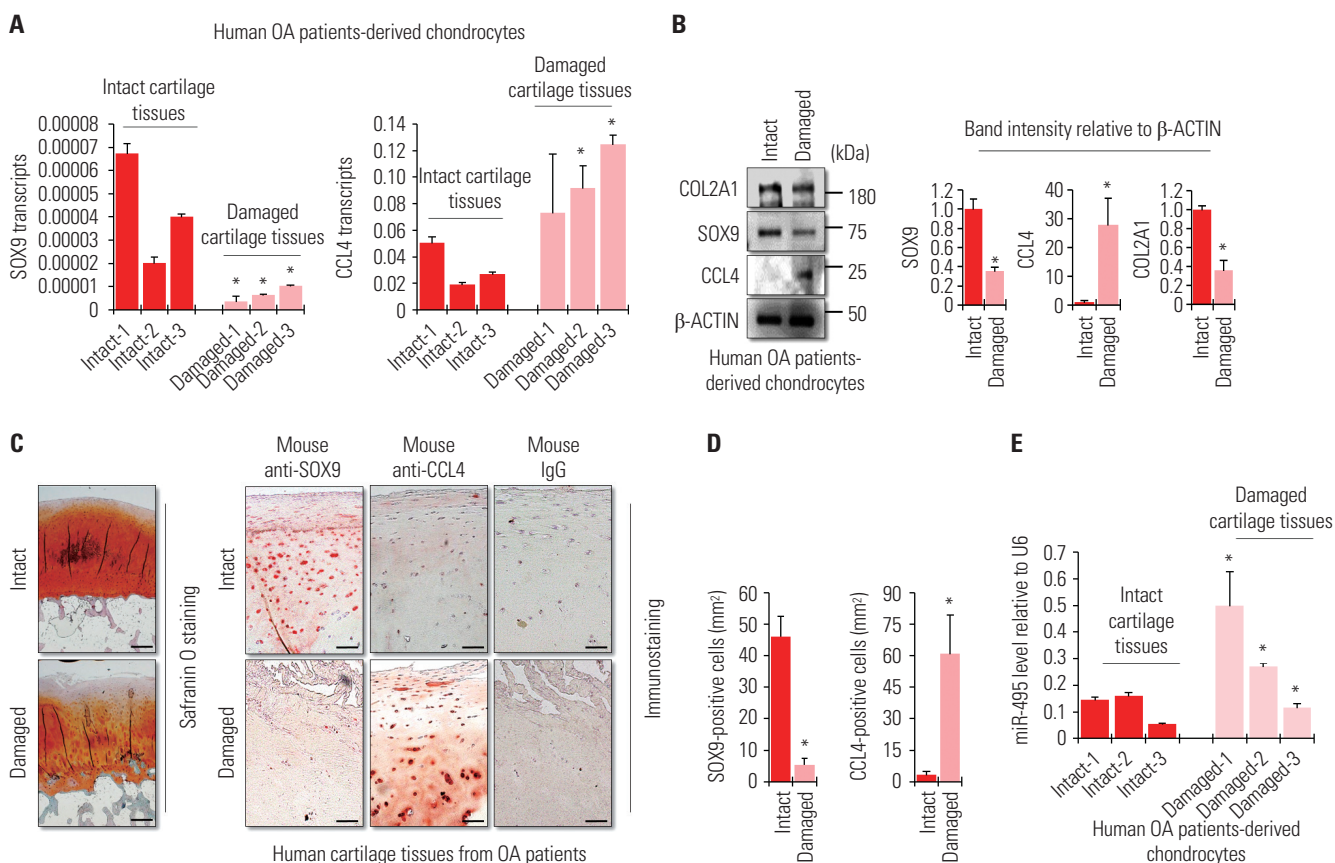 A
Human OA patients-derived chondrocytes
Intact cartilage
tissues
Damaged
cartilage tissues
SOX9 transcripts
0.00008
0.00007
0.00006
0.00005
0.00004
0.00003
0.00002
0.00001
0
* * *
Intact-1
Intact-2
Intact-3
Damaged-1
Damaged-2
Damaged-3
Damaged
cartilage tissues
Intact cartilage
tissues
CCL4 transcripts
0.14
0.12
0.10
0.08
0.06
0.04
0.02
0.00
* *
Intact-1
Intact-2
Intact-3
Damaged-1
Damaged-2
Damaged-3
B
Intact
Damaged
(kDa)
COL2A1
180
SOX9
75
CCL4
25
β-ACTIN
50
Human OA patients-
derived chondrocytes
Band intensity relative to β-ACTIN
SOX9
1.2
1.0
0.8
0.6
0.4
0.2
0
*
Intact
Damaged
CCL4
40
30
20
10
0
*
Intact
Damaged
COL2A1
1.2
1.0
0.8
0.6
0.4
0.2
0.0
*
Intact
Damaged
C
Intact
Damaged
Safranin O staining
Mouse
anti-SOX9
Mouse
anti-CCL4
Mouse
IgG
Intact
Damaged
Immunostaining
Human cartilage tissues from OA patients
D
SOX9-positive cells (mm²)
60
50
40
30
20
10
0
*
Intact
Damaged
CCL4-positive cells (mm²)
90
75
60
45
30
15
0
*
Intact
Damaged
E
Damaged
cartilage tissues
Intact
cartilage
tissues
miR-495 level relative to U6
0.7
0.6
0.5
0.4
0.3
0.2
0.1
0
* * *
Intact-1
Intact-2
Intact-3
Damaged-1
Damaged-2
Damaged-3
Human OA patients-derived
chondrocytes